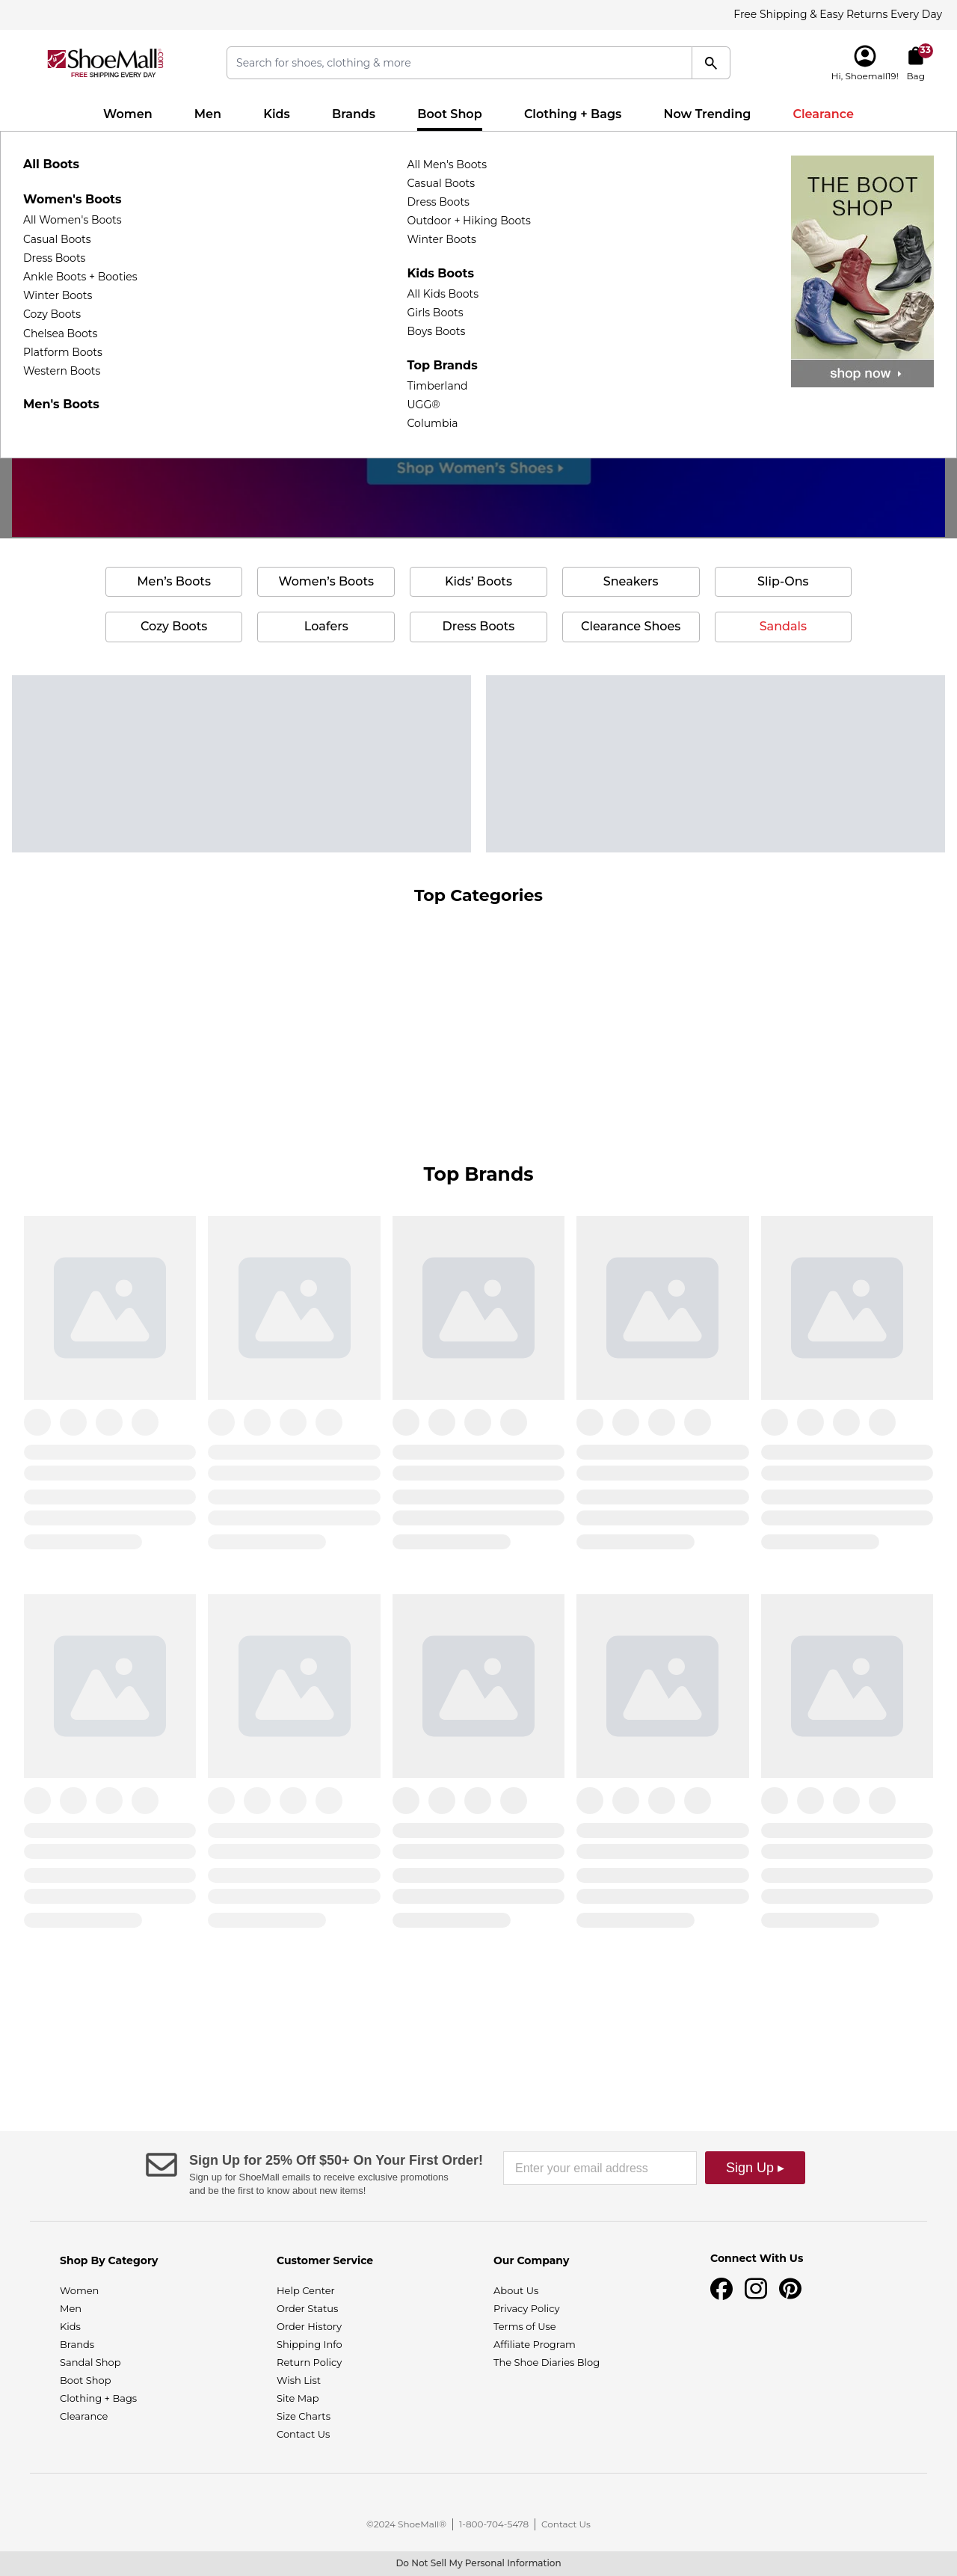 Free Shipping & Easy Returns Every Day
ShoeMall.com
FREE SHIPPING EVERY DAY
Search for shoes, clothing & more
Hi, Shoemall19!
33
Bag
Women
Men
Kids
Brands
Boot Shop
Clothing + Bags
Now Trending
Clearance
All Boots
Women's Boots
All Women's Boots
Casual Boots
Dress Boots
Ankle Boots + Booties
Winter Boots
Cozy Boots
Chelsea Boots
Platform Boots
Western Boots
Men's Boots
All Men's Boots
Casual Boots
Dress Boots
Outdoor + Hiking Boots
Winter Boots
Kids Boots
All Kids Boots
Girls Boots
Boys Boots
Top Brands
Timberland
UGG®
Columbia
THE BOOT
SHOP
shop now
Shop Women's Shoes
Men's Boots
Women's Boots
Kids' Boots
Sneakers
Slip-Ons
Cozy Boots
Loafers
Dress Boots
Clearance Shoes
Sandals
Top Categories
Top Brands
Sign Up for 25% Off $50+ On Your First Order!
Sign up for ShoeMall emails to receive exclusive promotions
and be the first to know about new items!
Enter your email address
Sign Up ▸
Shop By Category
Women
Men
Kids
Brands
Sandal Shop
Boot Shop
Clothing + Bags
Clearance
Customer Service
Help Center
Order Status
Order History
Shipping Info
Return Policy
Wish List
Site Map
Size Charts
Contact Us
Our Company
About Us
Privacy Policy
Terms of Use
Affiliate Program
The Shoe Diaries Blog
Connect With Us
©2024 ShoeMall® | 1-800-704-5478 | Contact Us
Do Not Sell My Personal Information